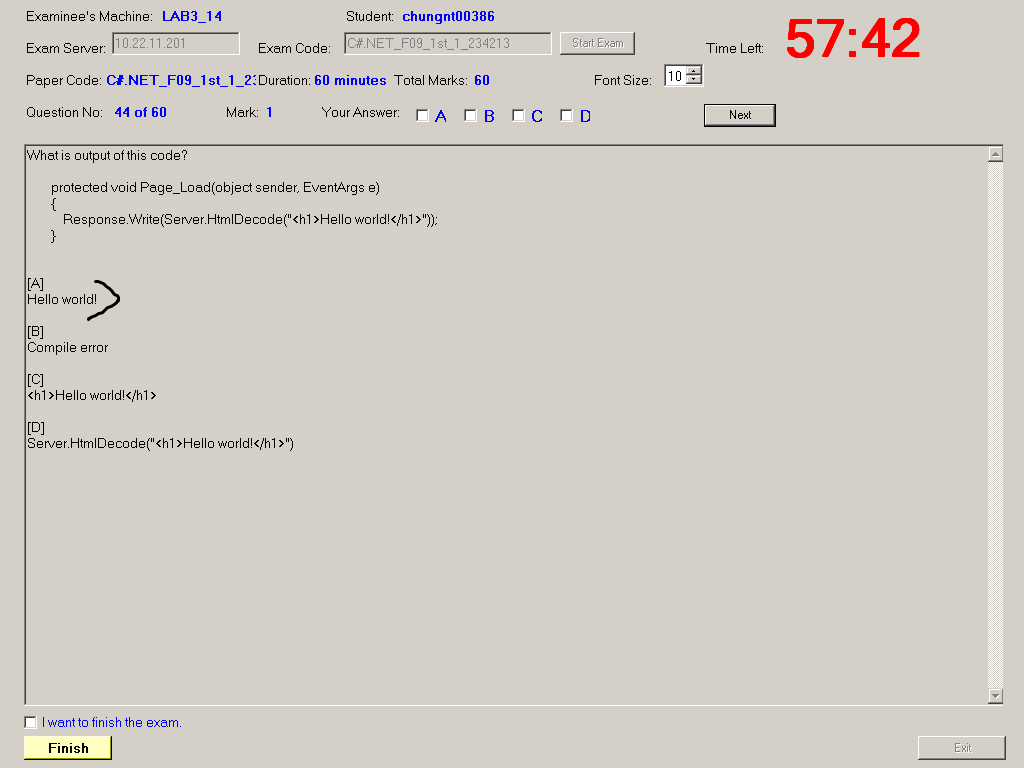 Examinee's Machine: LAB3_14 Student: chungnt00386
Exam Server: 10.22.11.201 Exam Code: C#.NET_F09_1st_1_234213 Start Exam Time Left: 57:42
Paper Code: C#.NET_F09_1st_1_23 Duration: 60 minutes Total Marks: 60 Font Size: 10
Question No: 44 of 60 Mark: 1 Your Answer: A B C D Next
What is output of this code?
protected void Page_Load(object sender, EventArgs e)
{
Response.Write(Server.HtmlDecode("<h1>Hello world!</h1>"));
}
[A]
Hello world!
[B]
Compile error
[C]
<h1>Hello world!</h1>
[D]
Server.HtmlDecode("<h1>Hello world!</h1>")
I want to finish the exam.
Finish Exit